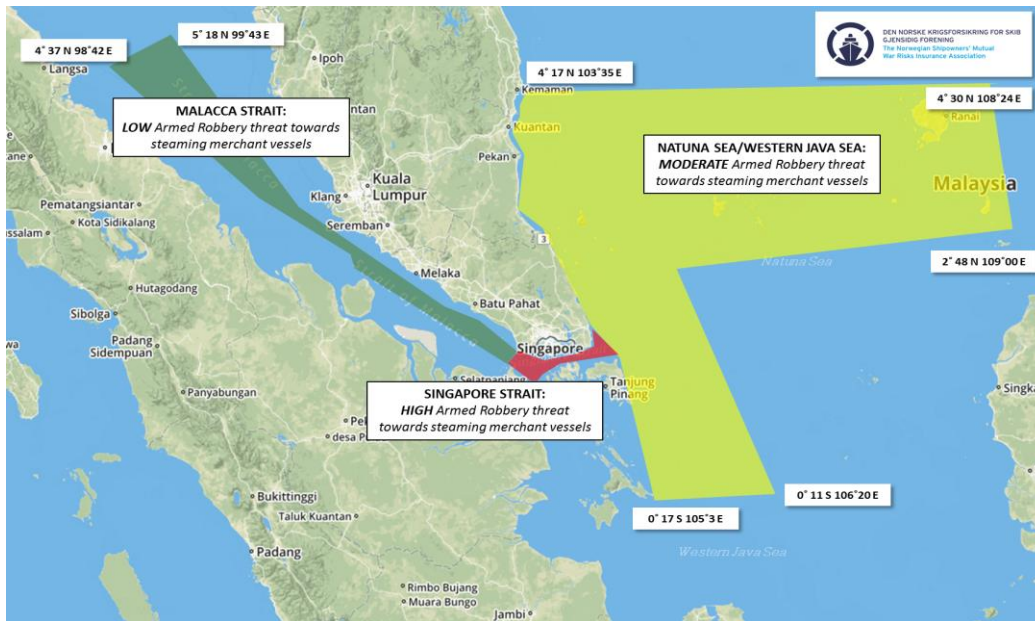 5° 18 N 99°43 E
4° 37 N 98°42 E
Langsa
Ipoh
MALACCA STRAIT:
LOW Armed Robbery threat towards
steaming merchant vessels
4° 17 N 103°35 E
Kemaman
Kuantan
Pekan
DEN NORSKE KRIGSFORSIKRING FOR SKIB
GJENSIDIG FORENING
The Norwegian Shipowners' Mutual
War Risks Insurance Association
4° 30 N 108°24 E
Ranai
NATUNA SEA/WESTERN JAVA SEA:
MODERATE Armed Robbery threat
towards steaming merchant vessels
Malaysia
Kuala
Lumpur
Klang
Seremban
Pematangsiantar
Kota Sidikalang
3
Natuna Sea
2° 48 N 109°00 E
Melaka
Batu Pahat
Hutagodang
Sibolga
Padang
Sidempuan
Singapore
Selatpanjang
Tanjung
Pinang
Panyabungan
SINGAPORE STRAIT:
HIGH Armed Robbery threat
towards steaming merchant vessels
Bukittinggi
Taluk Kuantan
0° 11 S 106°20 E
0° 17 S 105°3 E
Western Java Sea
Padang
Rimbo Bujang
Muara Bungo
Jambi